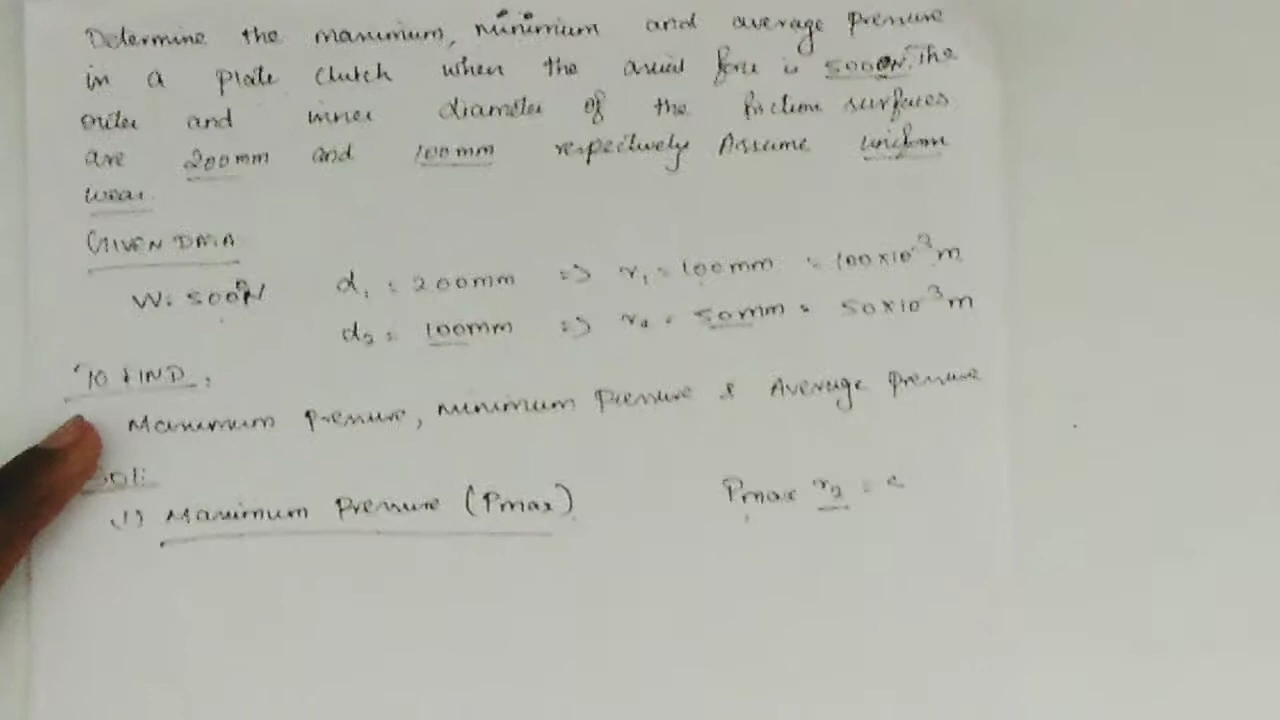 Determine the maximum, minimum and average pressure
in a plate clutch when the axial force is 5000N. The
outer and inner diameter of the friction surfaces
are 200mm and 100mm respectively Assume uniform
wear.
GIVEN DATA
W = 5000N d₁ = 200mm => r₁ = 100mm = 100×10⁻³m
d₂ = 100mm => r₂ = 50mm = 50×10⁻³m
TO FIND:
Maximum pressure, minimum pressure & Average pressure
Sol:
(1) Maximum pressure (Pmax) Pmax r₂ = c